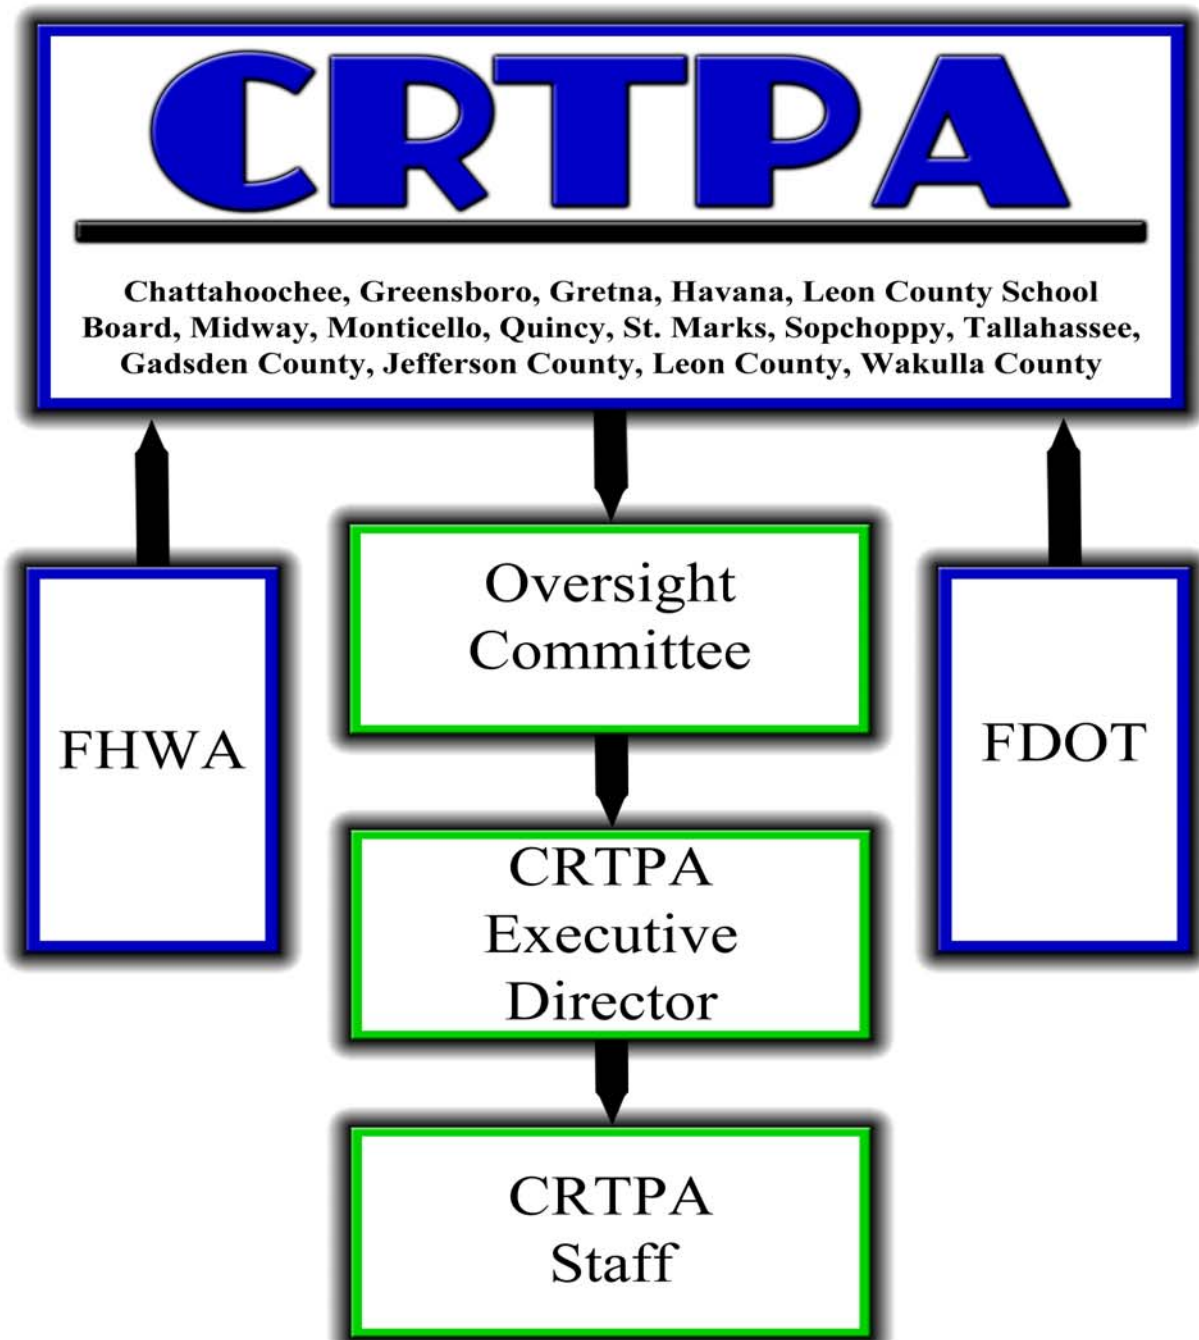 CRTPA
Chattahoochee, Greensboro, Gretna, Havana, Leon County School
Board, Midway, Monticello, Quincy, St. Marks, Sopchoppy, Tallahassee,
Gadsden County, Jefferson County, Leon County, Wakulla County
Oversight
Committee
FHWA
FDOT
CRTPA
Executive
Director
CRTPA
Staff